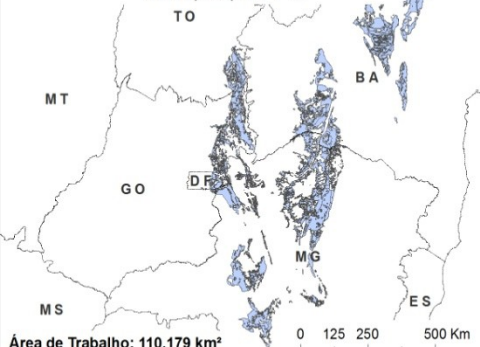 TO
BA
MT
GO
DF
MG
MS
ES
0 125 250 500 Km
Área de Trabalho: 110.179 km²